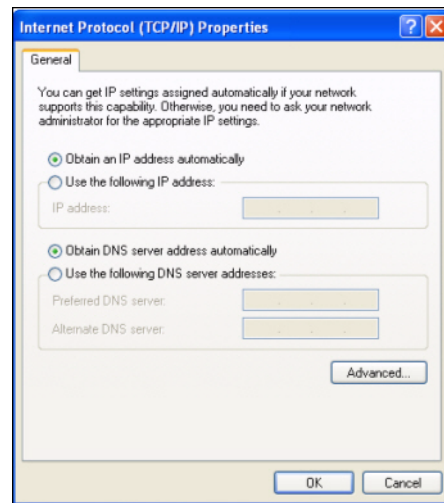 Internet Protocol (TCP/IP) Properties
General
You can get IP settings assigned automatically if your network
supports this capability. Otherwise, you need to ask your network
administrator for the appropriate IP settings.
Obtain an IP address automatically
Use the following IP address:
IP address:
Obtain DNS server address automatically
Use the following DNS server addresses:
Preferred DNS server:
Alternate DNS server:
Advanced...
OK
Cancel